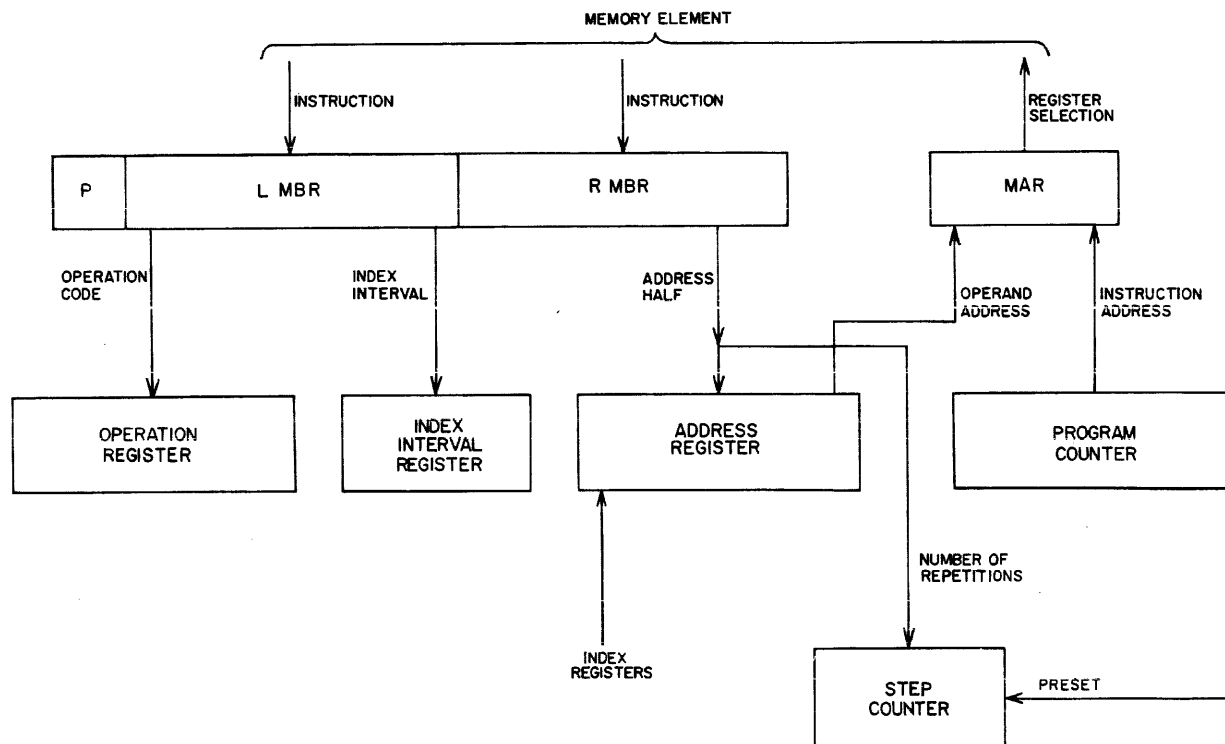 MEMORY ELEMENT
INSTRUCTION
INSTRUCTION
REGISTER
SELECTION
P
L MBR
R MBR
MAR
OPERATION
CODE
INDEX
INTERVAL
ADDRESS
HALF
OPERAND
ADDRESS
INSTRUCTION
ADDRESS
OPERATION
REGISTER
INDEX
INTERVAL
REGISTER
ADDRESS
REGISTER
PROGRAM
COUNTER
NUMBER OF
REPETITIONS
INDEX
REGISTERS
STEP
COUNTER
PRESET